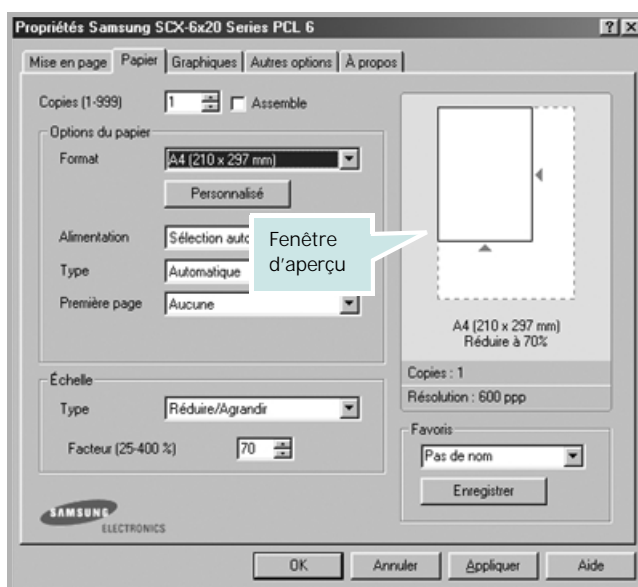 Propriétés Samsung SCX-6x20 Series PCL 6
Mise en page Papier Graphiques Autres options À propos
Copies (1-999) 1 Assemble
Options du papier
Format A4 (210 x 297 mm)
Personnalisé
Alimentation Sélection
Type Automatique
Première page Aucune
Fenêtre
d'aperçu
A4 (210 x 297 mm)
Réduire à 70%
Copies : 1
Résolution : 600 ppp
Échelle
Type Réduire/Agrandir
Facteur (25-400 %) 70
Favoris
Pas de nom
Enregistrer
SAMSUNG
ELECTRONICS
OK Annuler Appliquer Aide